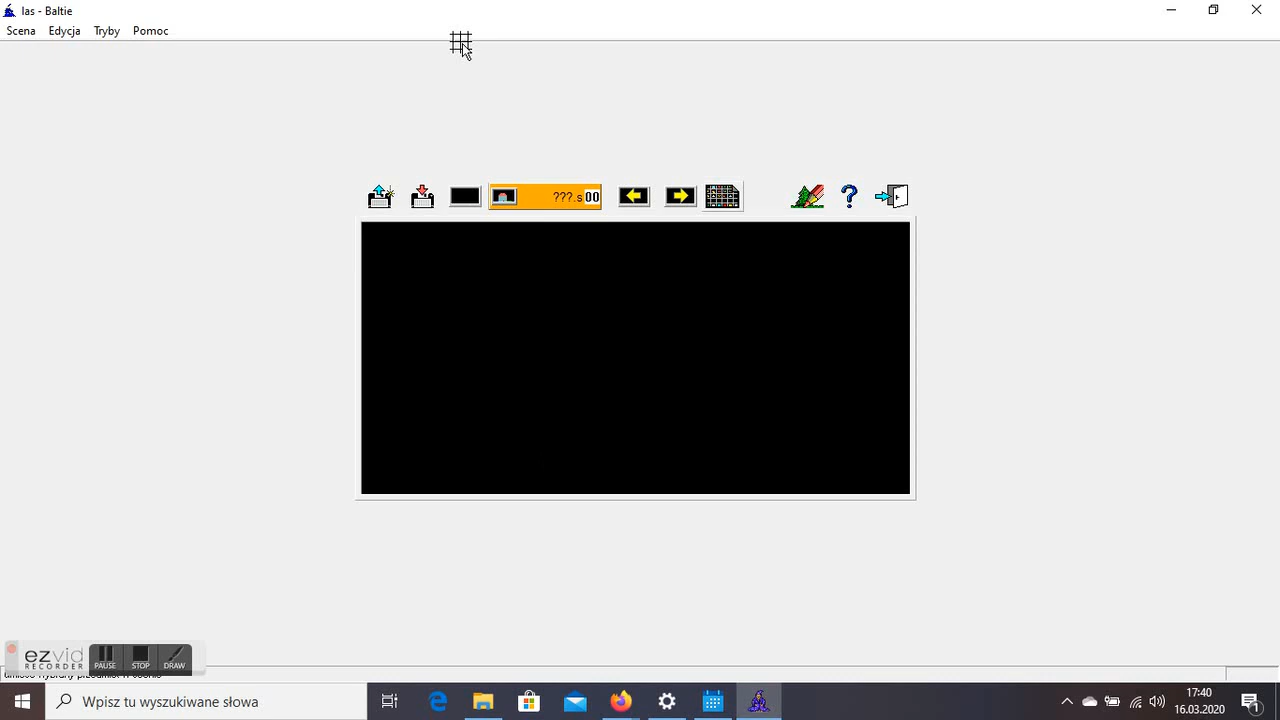 las - Baltie
Scena Edycja Tryby Pomoc
???.s 00
ezvid
RECORDER
PAUSE STOP DRAW
Wpisz tu wyszukiwane słowa
17:40
16.03.2020
1